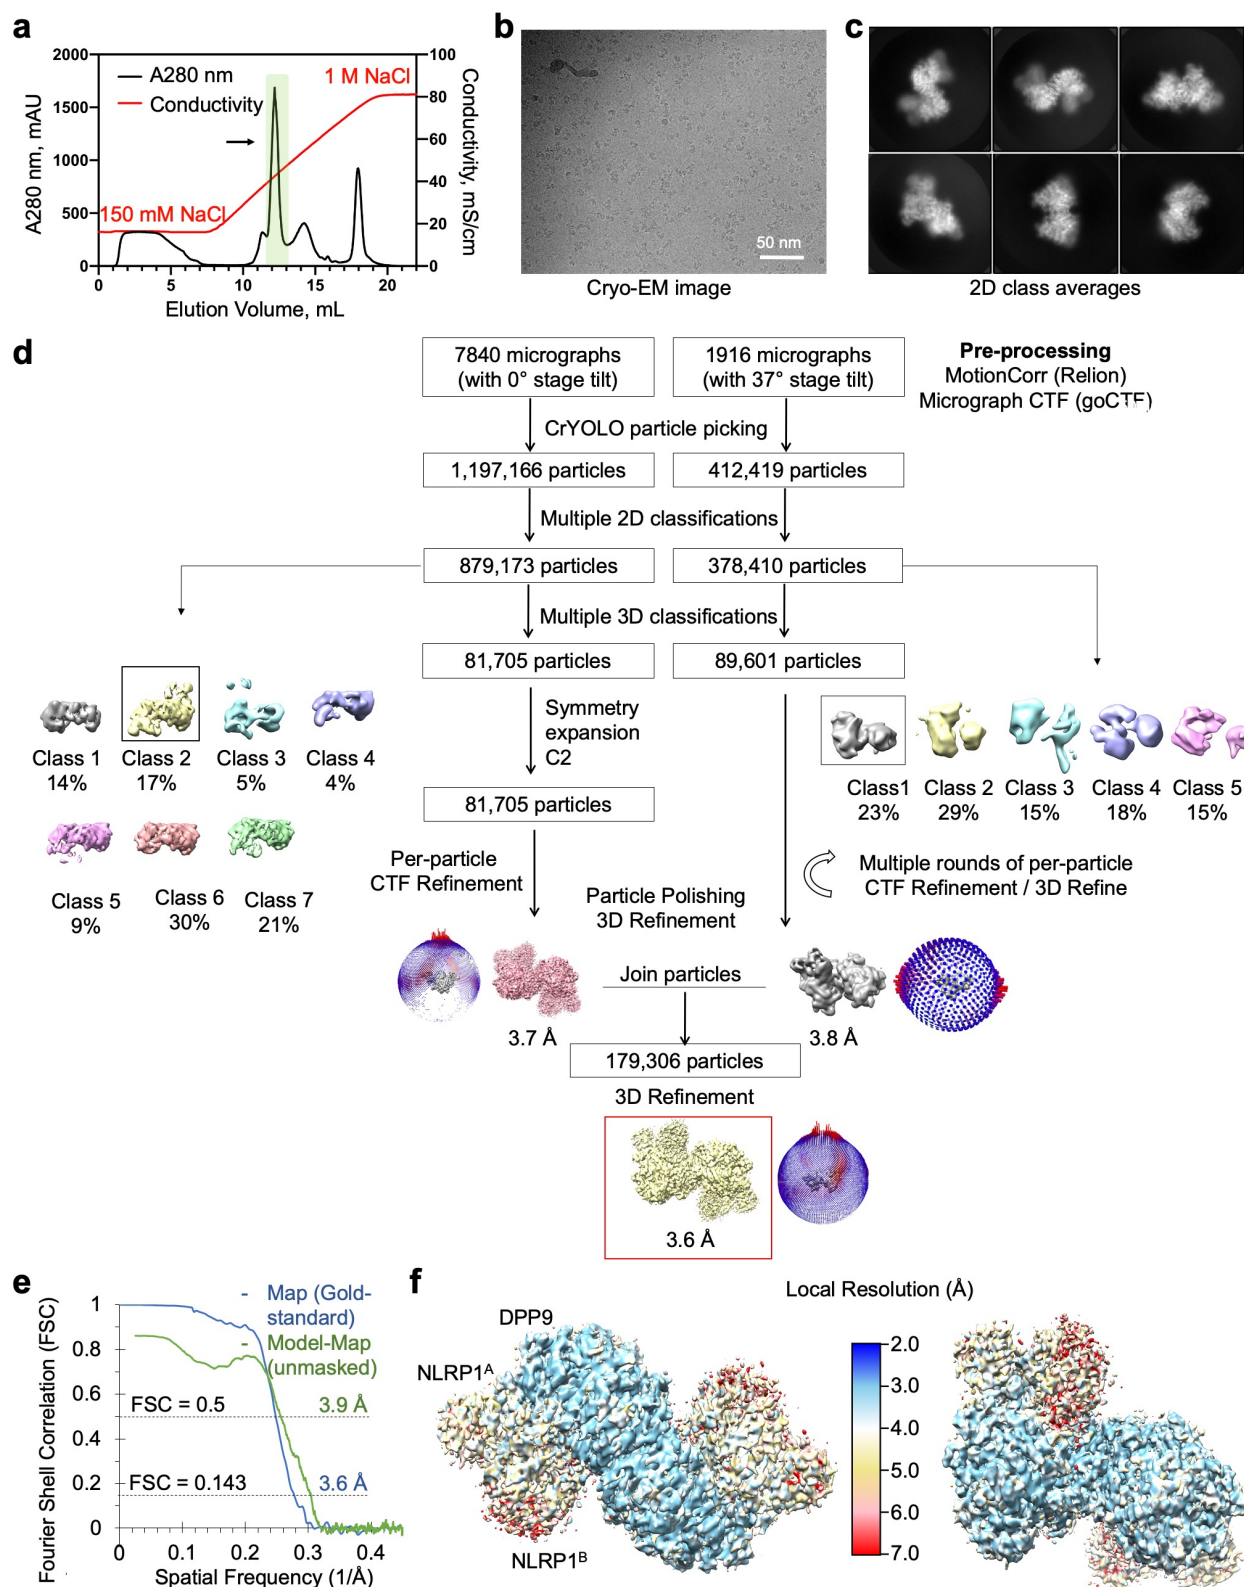 a
2000
1500
1000
500
0
A280 nm, mAU
A280 nm
Conductivity
1 M NaCl
150 mM NaCl
100
80
60
40
20
0
Conductivity, mS/cm
0
5
10
15
20
Elution Volume, mL
b
50 nm
Cryo-EM image
c
2D class averages
d
7840 micrographs
(with 0° stage tilt)
1916 micrographs
(with 37° stage tilt)
Pre-processing
MotionCorr (Relion)
Micrograph CTF (goCTF)
CrYOLO particle picking
1,197,166 particles
412,419 particles
Multiple 2D classifications
879,173 particles
378,410 particles
Multiple 3D classifications
81,705 particles
89,601 particles
Class 1
14%
Class 2
17%
Class 3
5%
Class 4
4%
Class 5
9%
Class 6
30%
Class 7
21%
Symmetry
expansion
C2
81,705 particles
Class1
23%
Class 2
29%
Class 3
15%
Class 4
18%
Class 5
15%
Per-particle
CTF Refinement
Particle Polishing
3D Refinement
Multiple rounds of per-particle
CTF Refinement / 3D Refine
Join particles
3.7 Å
3.8 Å
179,306 particles
3D Refinement
3.6 Å
e
Fourier Shell Correlation (FSC)
1
0.8
0.6
0.4
0.2
0
- Map (Gold-
standard)
- Model-Map
(unmasked)
FSC = 0.5
3.9 Å
FSC = 0.143
3.6 Å
0
0.1
0.2
0.3
0.4
Spatial Frequency (1/Å)
f
Local Resolution (Å)
DPP9
NLRP1A
NLRP1B
2.0
3.0
4.0
5.0
6.0
7.0